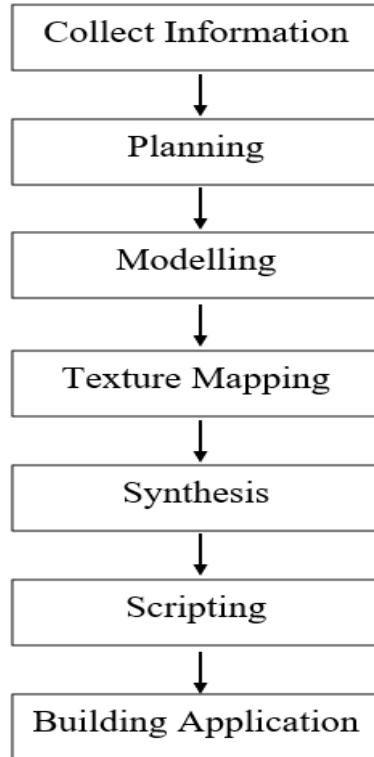 Collect Information
Planning
Modelling
Texture Mapping
Synthesis
Scripting
Building Application